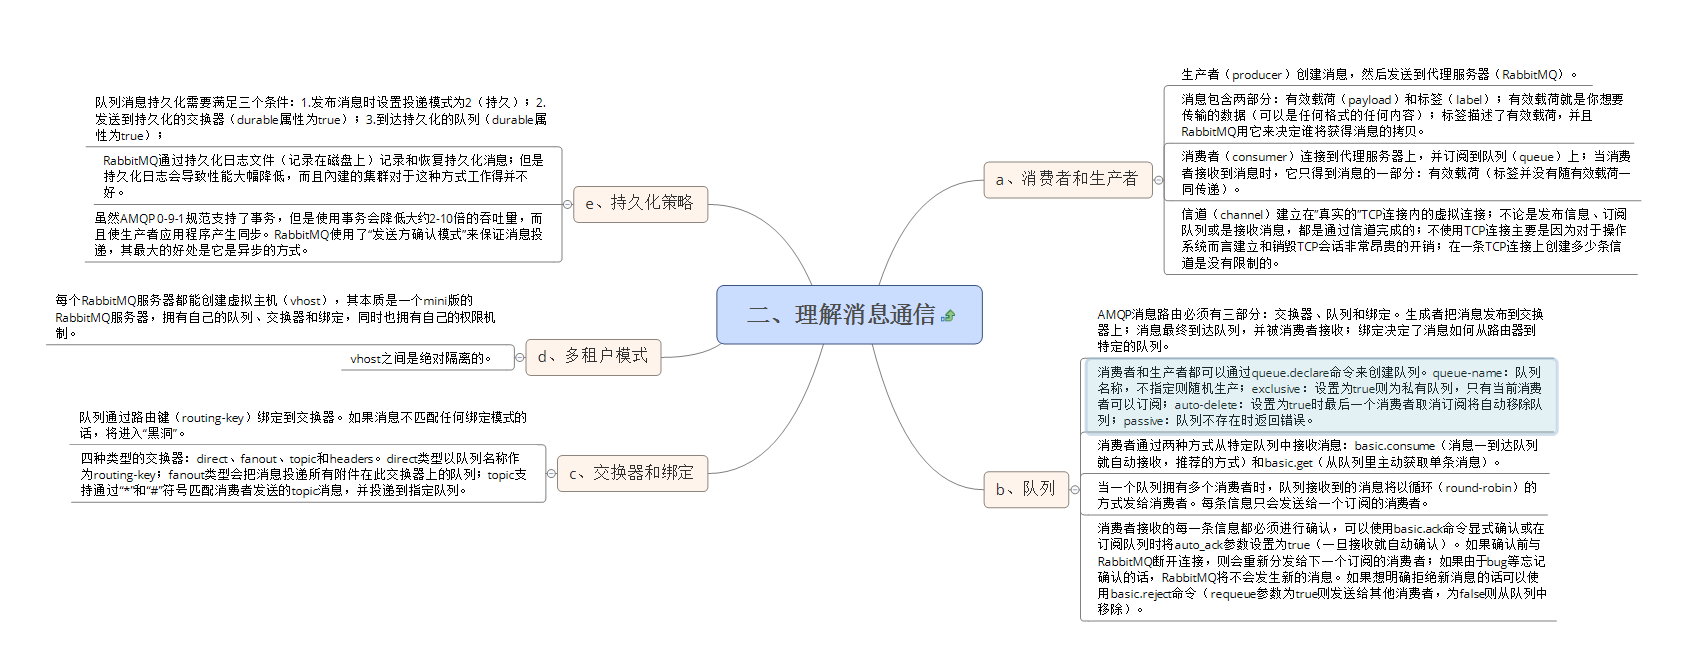 二、理解消息通信
a、消费者和生产者
生产者（producer）创建消息，然后发送到代理服务器（RabbitMQ）。
消息包含两部分：有效载荷（payload）和标签（label）；有效载荷就是你想要
传输的数据（可以是任何格式的任何内容）；标签描述了有效载荷，并且
RabbitMQ用它来决定谁将获得消息的拷贝。
消费者（consumer）连接到代理服务器上，并订阅到队列（queue）上；当消费
者接收到消息时，它只得到消息的一部分：有效载荷（标签并没有随有效载荷一
同传递）。
信道（channel）建立在“真实的”TCP连接内的虚拟连接；不论是发布信息、订阅
队列或是接收消息，都是通过信道完成的；不使用TCP连接主要是因为对于操作
系统而言建立和销毁TCP会话非常昂贵的开销；在一条TCP连接上创建多少条信
道是没有限制的。
b、队列
AMQP消息路由必须有三部分：交换器、队列和绑定。生成者把消息发布到交换
器上；消息最终到达队列，并被消费者接收；绑定决定了消息如何从路由器到
特定的队列。
消费者和生产者都可以通过queue.declare命令来创建队列。queue-name：队列
名称，不指定则随机生产；exclusive：设置为true则为私有队列，只有当前消费
者可以订阅；auto-delete：设置为true时最后一个消费者取消订阅将自动移除队
列；passive：队列不存在时返回错误。
消费者通过两种方式从特定队列中接收消息：basic.consume（消息一到达队列
就自动接收，推荐的方式）和basic.get（从队列里主动获取单条消息）。
当一个队列拥有多个消费者时，队列接收到的消息将以循环（round-robin）的
方式发给消费者。每条信息只会发送给一个订阅的消费者。
消费者接收的每一条信息都必须进行确认，可以使用basic.ack命令显式确认或在
订阅队列时将auto_ack参数设置为true（一旦接收就自动确认）。如果确认前与
RabbitMQ断开连接，则会重新分发给下一个订阅的消费者；如果由于bug等忘记
确认的话，RabbitMQ将不会发生新的消息。如果想明确拒绝新消息的话可以使
用basic.reject命令（requeue参数为true则发送给其他消费者，为false则从队列中
移除）。
c、交换器和绑定
队列通过路由键（routing-key）绑定到交换器。如果消息不匹配任何绑定模式的
话，将进入“黑洞”。
四种类型的交换器：direct、fanout、topic和headers。direct类型以队列名称作
为routing-key；fanout类型会把消息投递所有附件在此交换器上的队列；topic支
持通过“*”和“#”符号匹配消费者发送的topic消息，并投递到指定队列。
d、多租户模式
每个RabbitMQ服务器都能创建虚拟主机（vhost），其本质是一个mini版的
RabbitMQ服务器，拥有自己的队列、交换器和绑定，同时也拥有自己的权限机
制。
vhost之间是绝对隔离的。
e、持久化策略
队列消息持久化需要满足三个条件：1.发布消息时设置投递模式为2（持久）；2.
发送到持久化的交换器（durable属性为true）；3.到达持久化的队列（durable属
性为true）；
RabbitMQ通过持久化日志文件（记录在磁盘上）记录和恢复持久化消息；但是
持久化日志会导致性能大幅降低，而且内建的集群对于这种方式工作得并不
好。
虽然AMQP 0-9-1规范支持了事务，但是使用事务会降低大约2-10倍的吞吐量，而
且使生产者应用程序产生同步。RabbitMQ使用了“发送方确认模式”来保证消息投
递，其最大的好处是它是异步的方式。